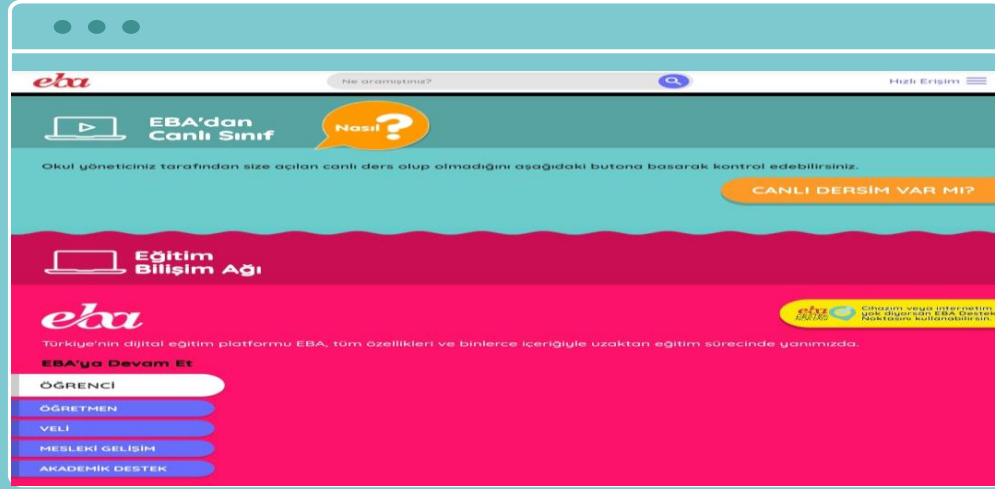 eba
Ne aramıştınız?
Hızlı Erişim
EBA'dan
Canlı Sınıf
Nasıl ?
Okul yöneticiniz tarafından size açılan canlı ders olup olmadığını aşağıdaki butona basarak kontrol edebilirsiniz.
CANLI DERSİM VAR MI?
Eğitim
Bilişim Ağı
eba
eba
DESTEK
Cihazım veya internetim
yok diyorsan EBA Destek
Noktasını kullanabilirsin.
Türkiye'nin dijital eğitim platformu EBA, tüm özellikleri ve binlerce içeriğiyle uzaktan eğitim sürecinde yanımızda.
EBA'ya Devam Et
ÖĞRENCİ
ÖĞRETMEN
VELİ
MESLEKİ GELİŞİM
AKADEMİK DESTEK